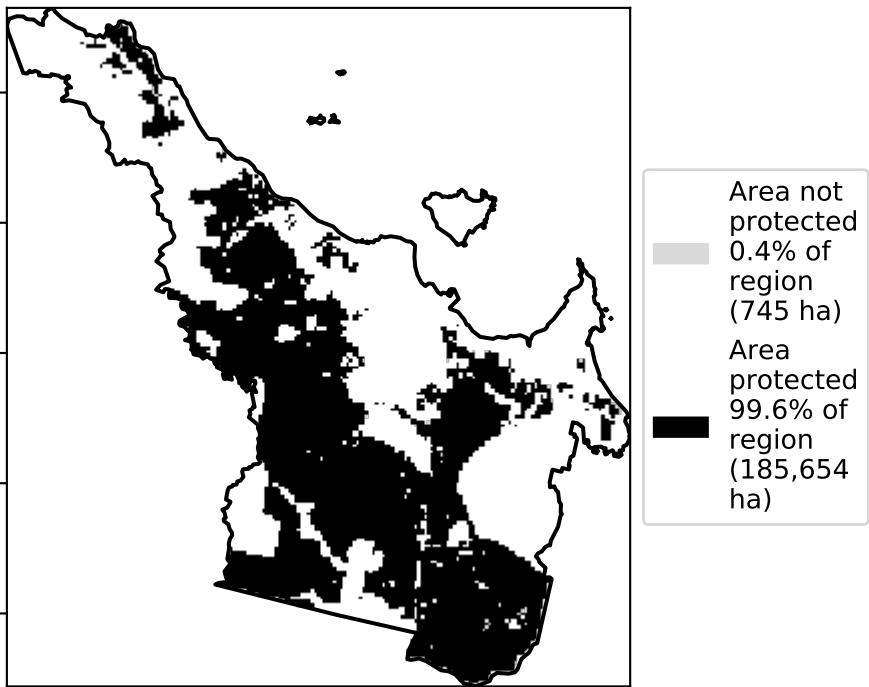 Area not
protected
0.4% of
region
(745 ha)
Area
protected
99.6% of
region
(185,654
ha)